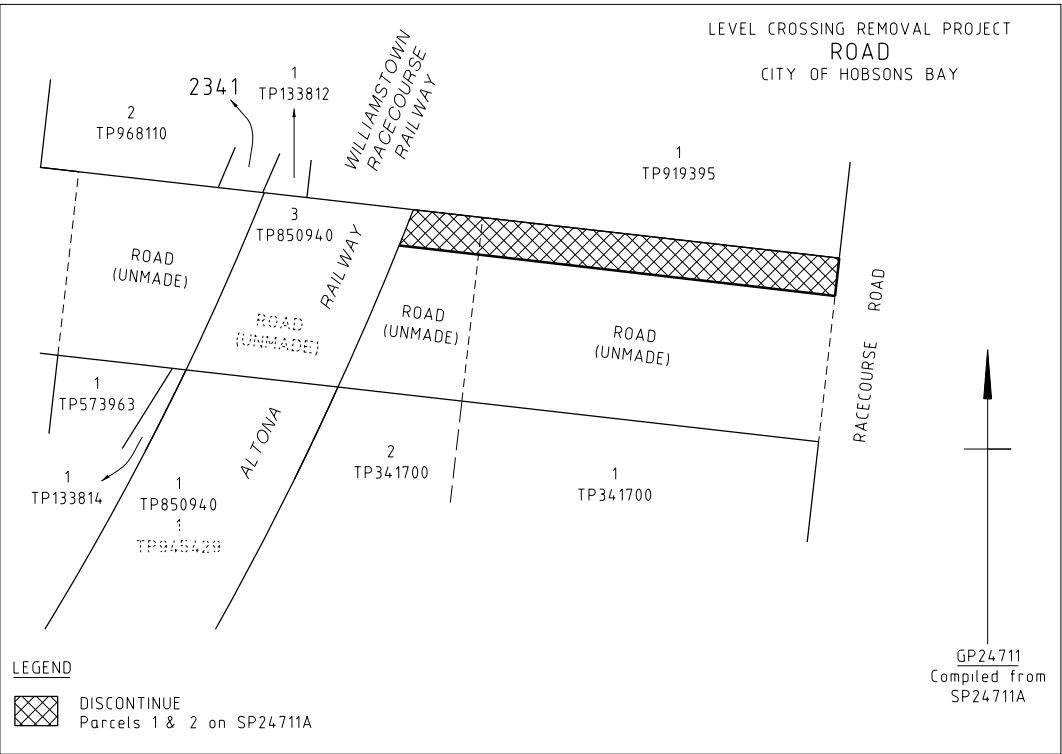 LEVEL CROSSING REMOVAL PROJECT
ROAD
CITY OF HOBSONS BAY
2341
1
TP133812
2
TP968110
WILLIAMSTOWN
RACECOURSE
RAILWAY
1
TP919395
3
TP850940
ROAD
(UNMADE)
RAILWAY
ROAD
(UNMADE)
ROAD
(UNMADE)
ROAD
(UNMADE)
RACECOURSE ROAD
1
TP573963
ALTONA
2
TP341700
1
TP341700
1
TP133814
1
TP850940
1
TP945429
LEGEND
DISCONTINUE
Parcels 1 & 2 on SP24711A
GP24711
Compiled from
SP24711A